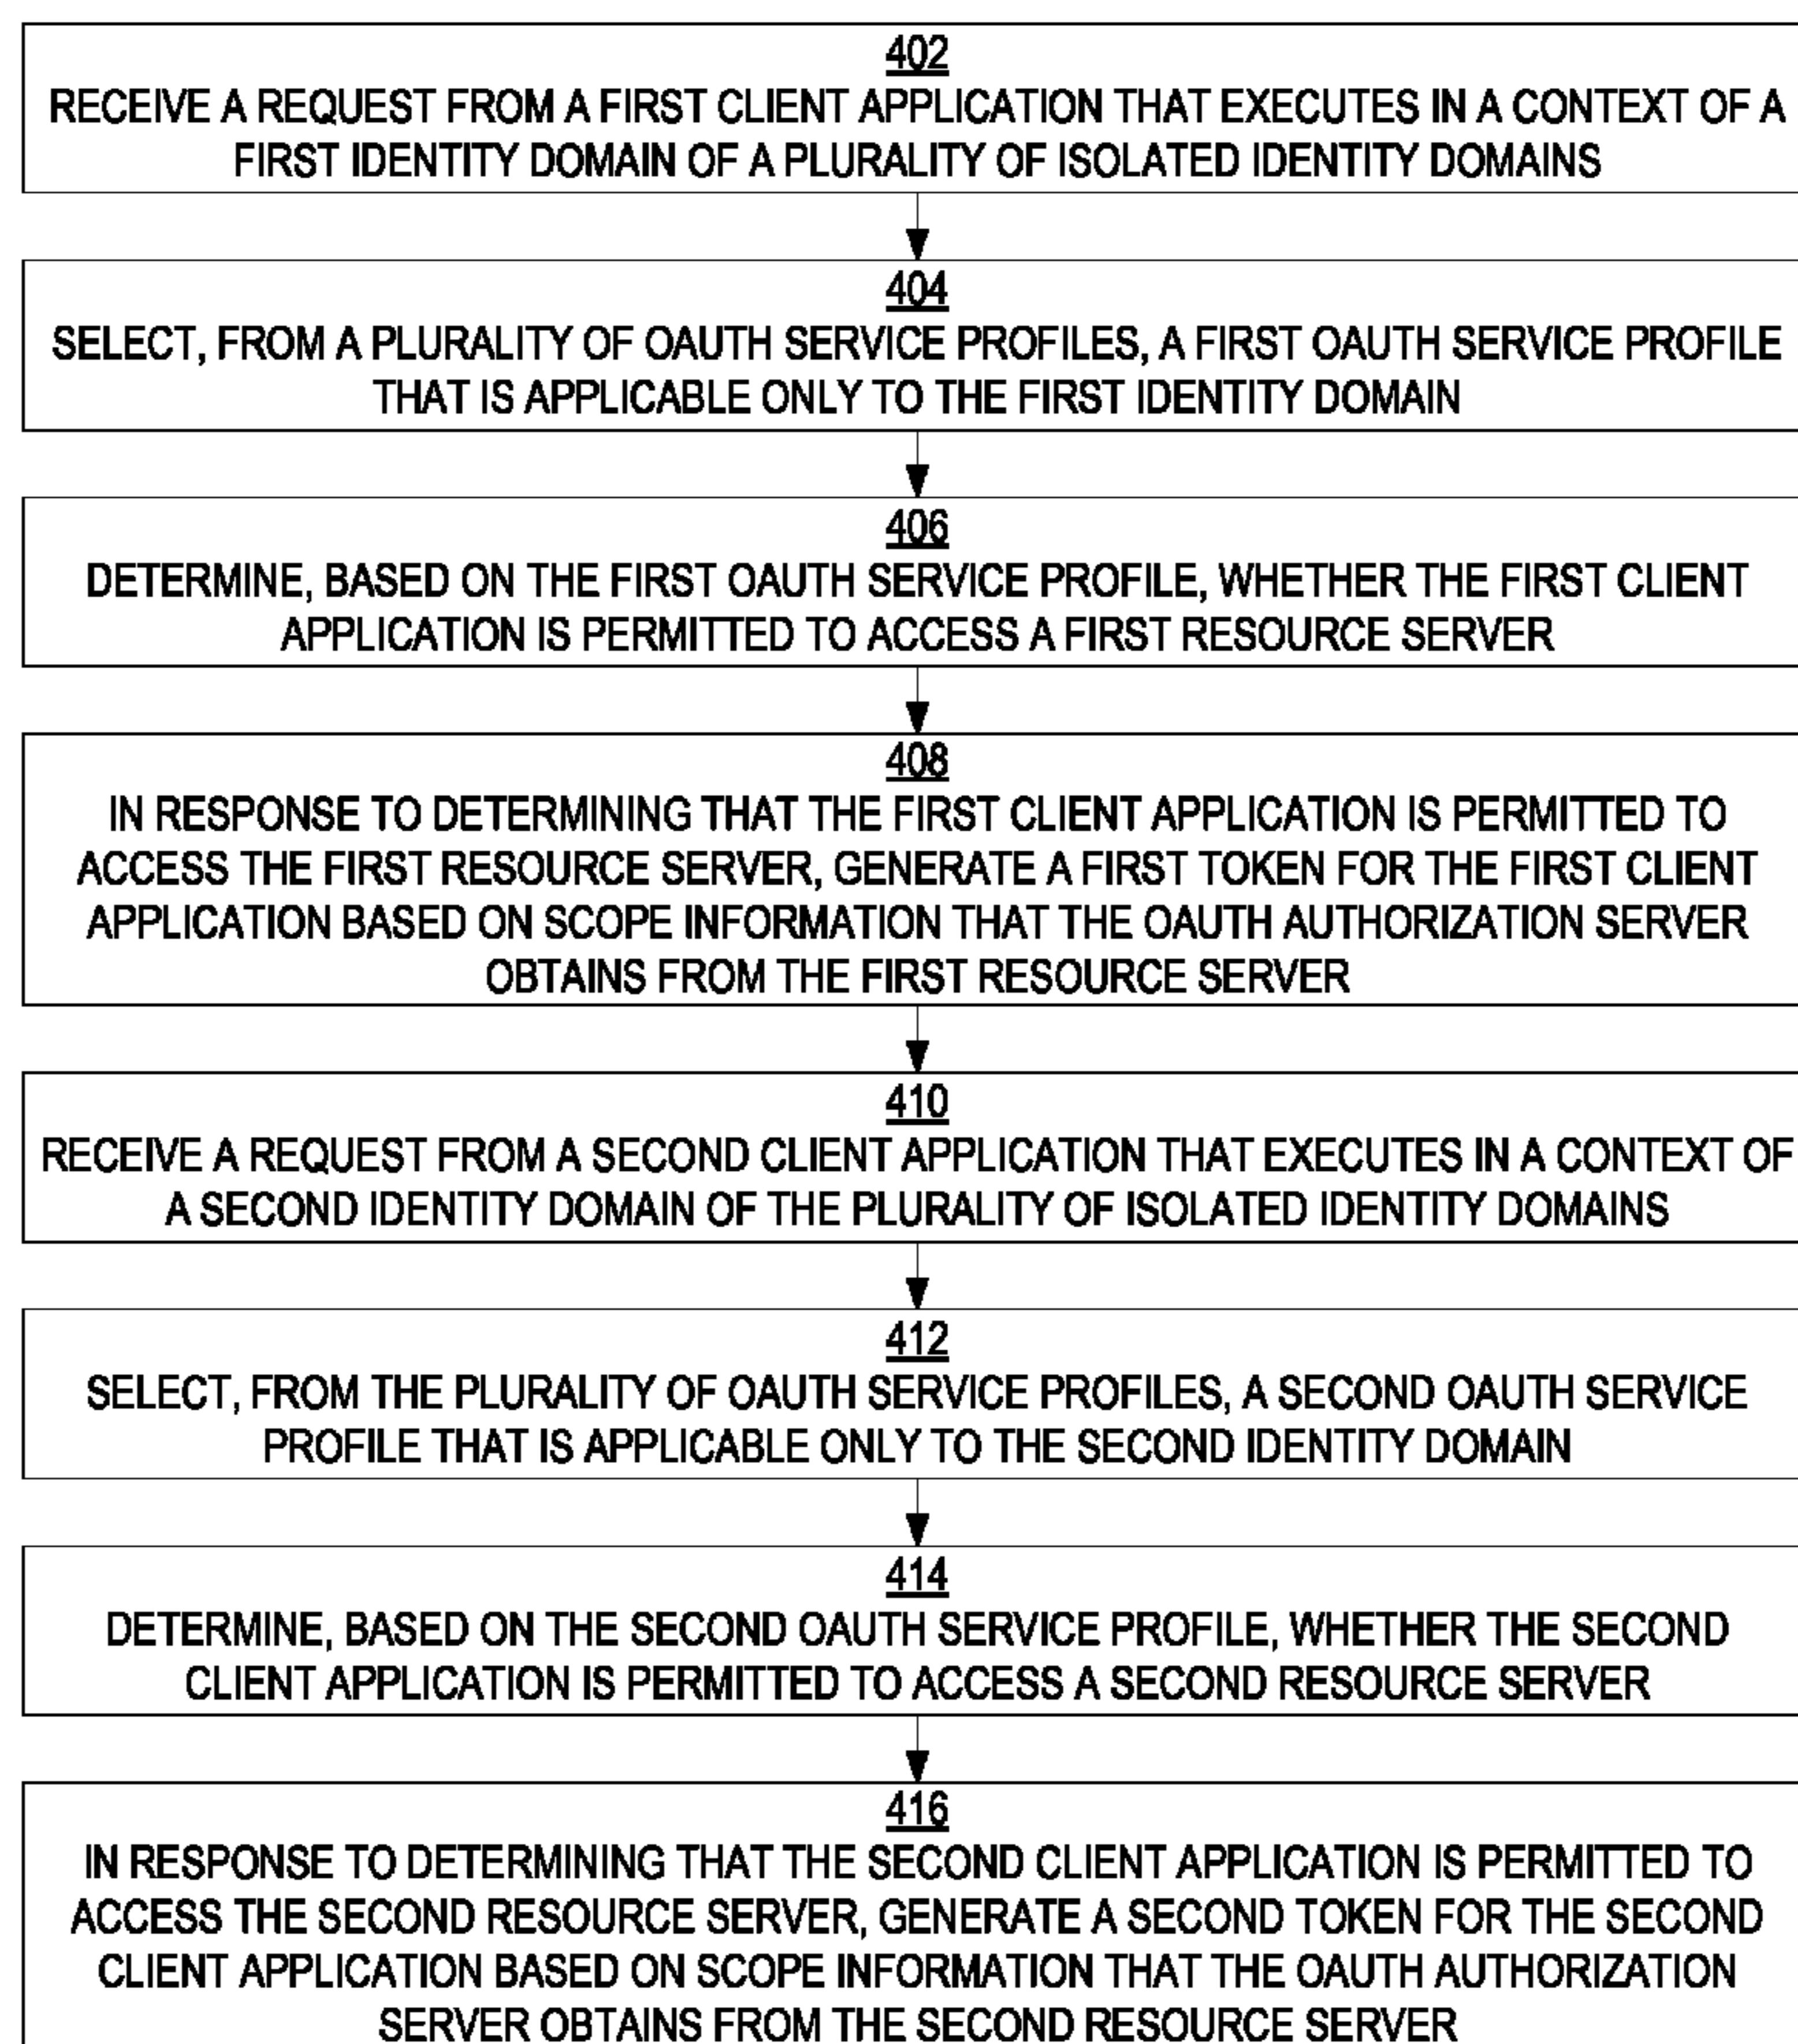 402
RECEIVE A REQUEST FROM A FIRST CLIENT APPLICATION THAT EXECUTES IN A CONTEXT OF A
FIRST IDENTITY DOMAIN OF A PLURALITY OF ISOLATED IDENTITY DOMAINS
404
SELECT, FROM A PLURALITY OF OAUTH SERVICE PROFILES, A FIRST OAUTH SERVICE PROFILE
THAT IS APPLICABLE ONLY TO THE FIRST IDENTITY DOMAIN
406
DETERMINE, BASED ON THE FIRST OAUTH SERVICE PROFILE, WHETHER THE FIRST CLIENT
APPLICATION IS PERMITTED TO ACCESS A FIRST RESOURCE SERVER
408
IN RESPONSE TO DETERMINING THAT THE FIRST CLIENT APPLICATION IS PERMITTED TO
ACCESS THE FIRST RESOURCE SERVER, GENERATE A FIRST TOKEN FOR THE FIRST CLIENT
APPLICATION BASED ON SCOPE INFORMATION THAT THE OAUTH AUTHORIZATION SERVER
OBTAINS FROM THE FIRST RESOURCE SERVER
410
RECEIVE A REQUEST FROM A SECOND CLIENT APPLICATION THAT EXECUTES IN A CONTEXT OF
A SECOND IDENTITY DOMAIN OF THE PLURALITY OF ISOLATED IDENTITY DOMAINS
412
SELECT, FROM THE PLURALITY OF OAUTH SERVICE PROFILES, A SECOND OAUTH SERVICE
PROFILE THAT IS APPLICABLE ONLY TO THE SECOND IDENTITY DOMAIN
414
DETERMINE, BASED ON THE SECOND OAUTH SERVICE PROFILE, WHETHER THE SECOND
CLIENT APPLICATION IS PERMITTED TO ACCESS A SECOND RESOURCE SERVER
416
IN RESPONSE TO DETERMINING THAT THE SECOND CLIENT APPLICATION IS PERMITTED TO
ACCESS THE SECOND RESOURCE SERVER, GENERATE A SECOND TOKEN FOR THE SECOND
CLIENT APPLICATION BASED ON SCOPE INFORMATION THAT THE OAUTH AUTHORIZATION
SERVER OBTAINS FROM THE SECOND RESOURCE SERVER